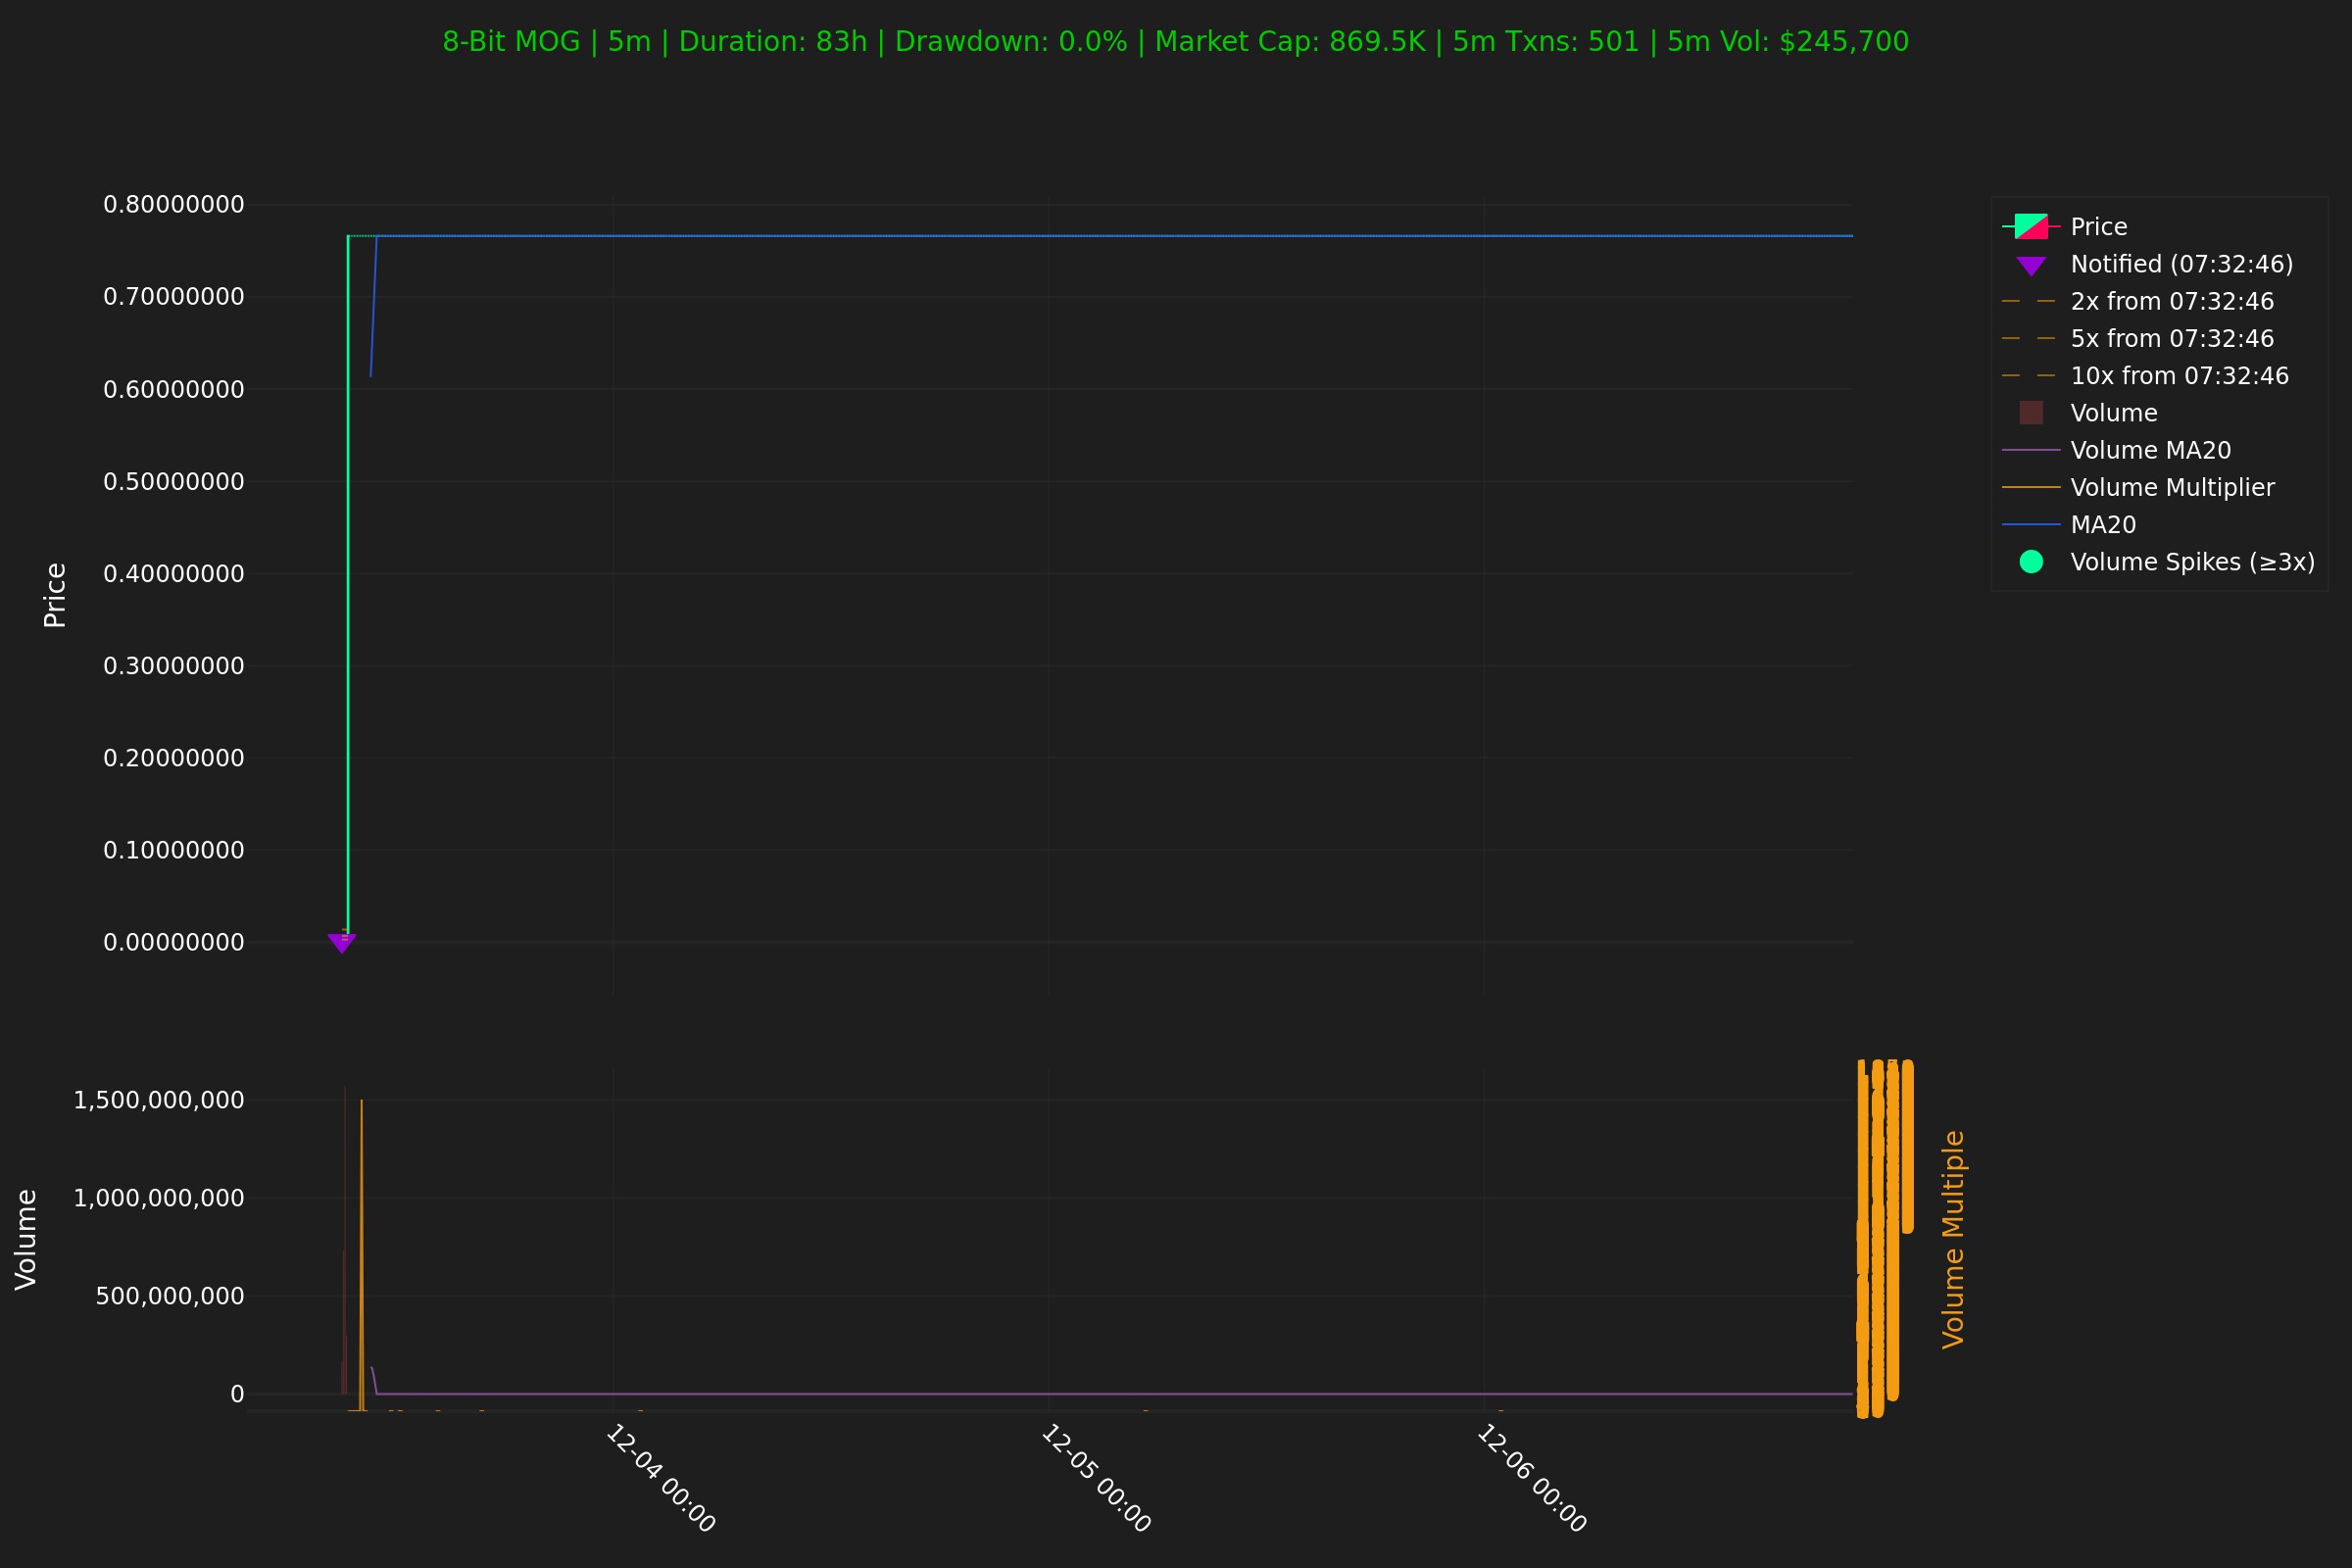 8-Bit MOG | 5m | Duration: 83h | Drawdown: 0.0% | Market Cap: 869.5K | 5m Txns: 501 | 5m Vol: $245,700
0.80000000
0.70000000
0.60000000
0.50000000
0.40000000
0.30000000
0.20000000
0.10000000
0.00000000
Price
Price
Notified (07:32:46)
2x from 07:32:46
5x from 07:32:46
10x from 07:32:46
Volume
Volume MA20
Volume Multiplier
MA20
Volume Spikes (≥3x)
1,500,000,000
1,000,000,000
500,000,000
0
Volume
Volume Multiple
12-04 00:00
12-05 00:00
12-06 00:00